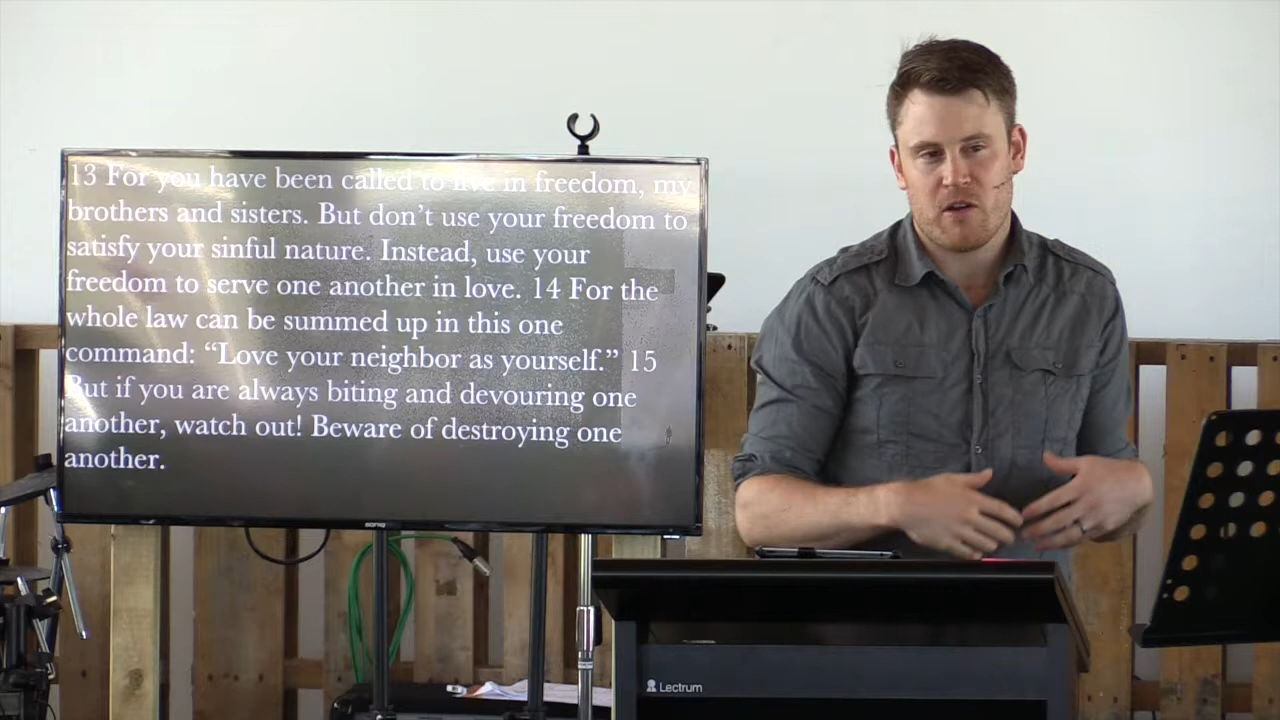 13 For you have been called to live in freedom, my
brothers and sisters. But don’t use your freedom to
satisfy your sinful nature. Instead, use your
freedom to serve one another in love. 14 For the
whole law can be summed up in this one
command: “Love your neighbor as yourself.” 15
But if you are always biting and devouring one
another, watch out! Beware of destroying one
another.
soniq
Lectrum